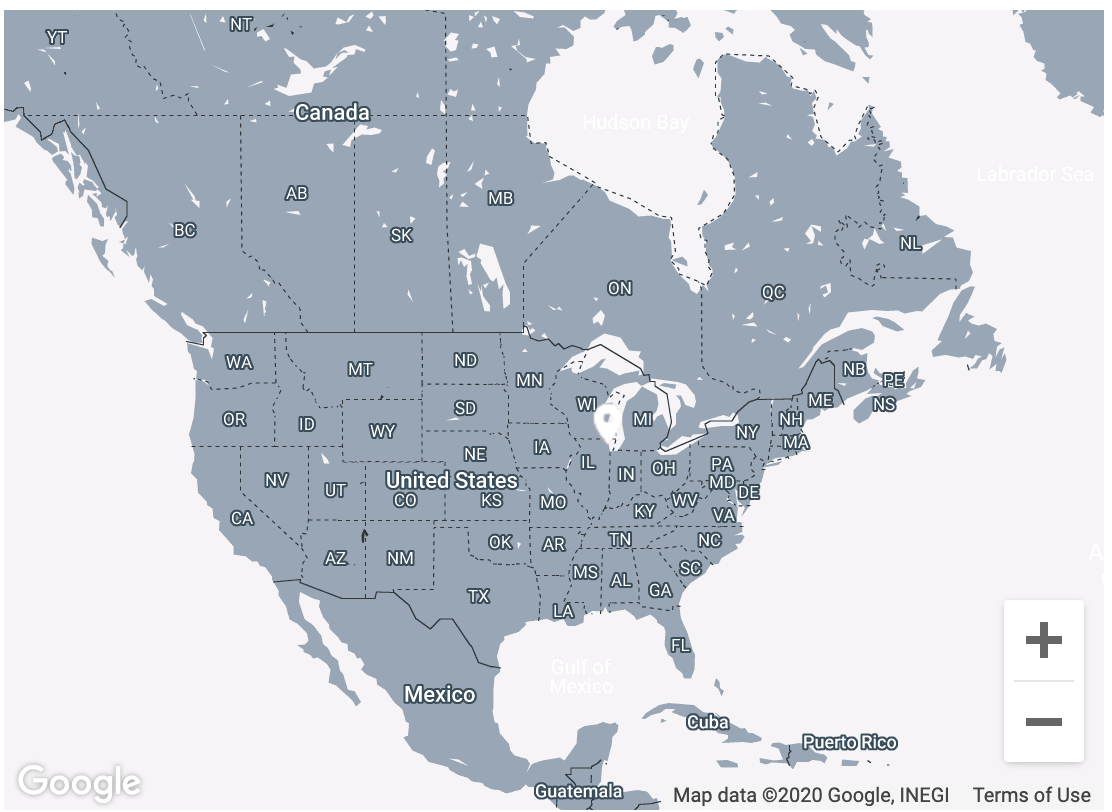 YT
NT
Canada
Hudson Bay
Labrador Sea
AB
MB
BC
SK
NL
ON
QC
WA
MT
ND
MN
NB
PE
OR
ID
WY
SD
WI
MI
ME
NS
NH
NY
MA
NV
UT
NE
IA
IL
IN
OH
PA
MD
DE
United States
CO
KS
MO
WV
KY
VA
CA
AZ
NM
OK
AR
TN
NC
TX
MS
AL
GA
SC
LA
FL
A
Gulf of
Mexico
Mexico
Cuba
Puerto Rico
Guatemala
Google
Map data ©2020 Google, INEGI
Terms of Use